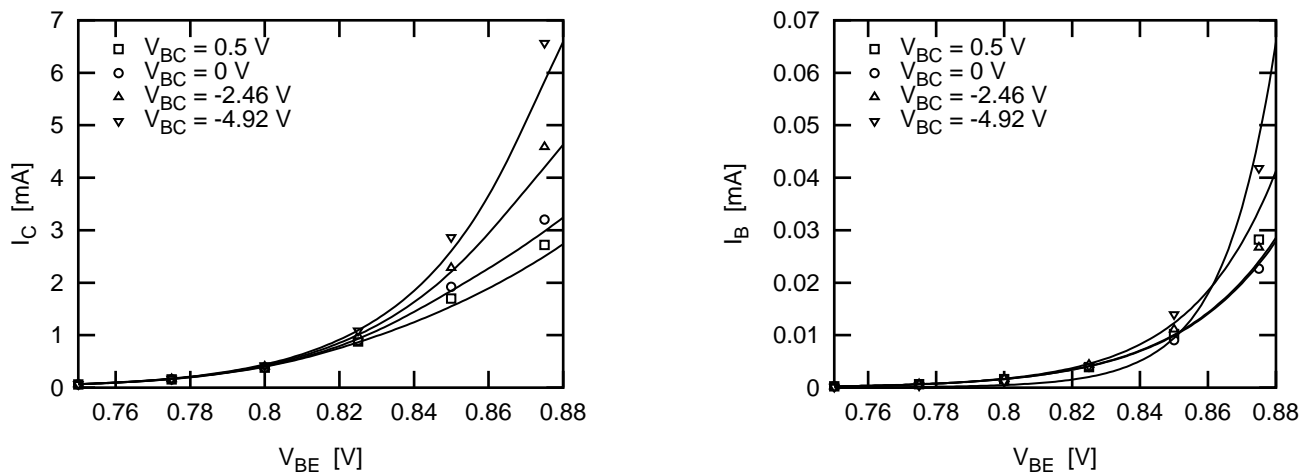 7
6
5
4
3
2
1
0
I_C [mA]
V_BC = 0.5 V
V_BC = 0 V
V_BC = -2.46 V
V_BC = -4.92 V
0.76 0.78 0.8 0.82 0.84 0.86 0.88
V_BE [V]
0.07
0.06
0.05
0.04
0.03
0.02
0.01
0
I_B [mA]
V_BC = 0.5 V
V_BC = 0 V
V_BC = -2.46 V
V_BC = -4.92 V
0.76 0.78 0.8 0.82 0.84 0.86 0.88
V_BE [V]